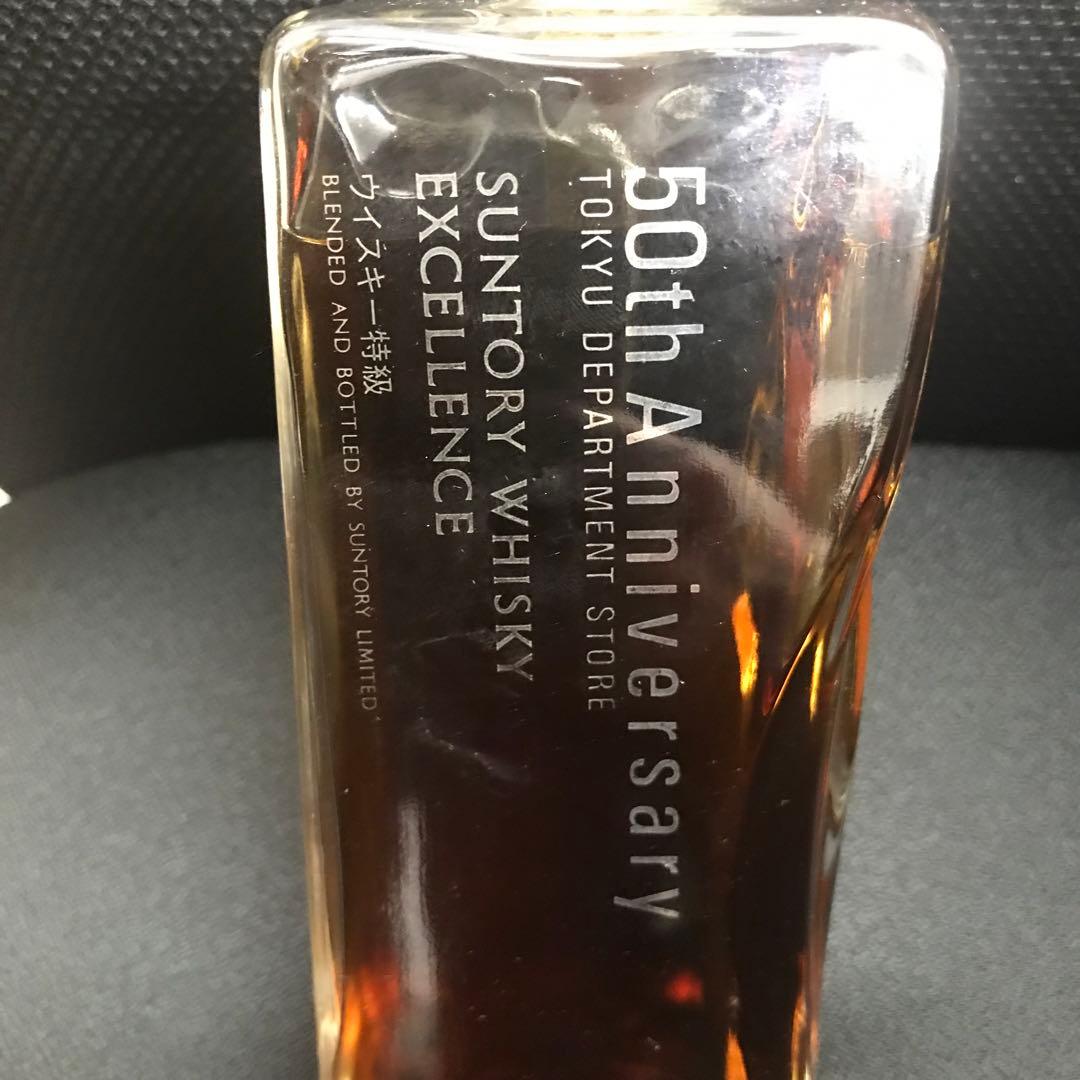 50th Anniversary
TOKYU DEPARTMENT STORE
SUNTORY WHISKY
EXCELLENCE
ウイスキー特級
BLENDED AND BOTTLED BY SUNTORY LIMITED